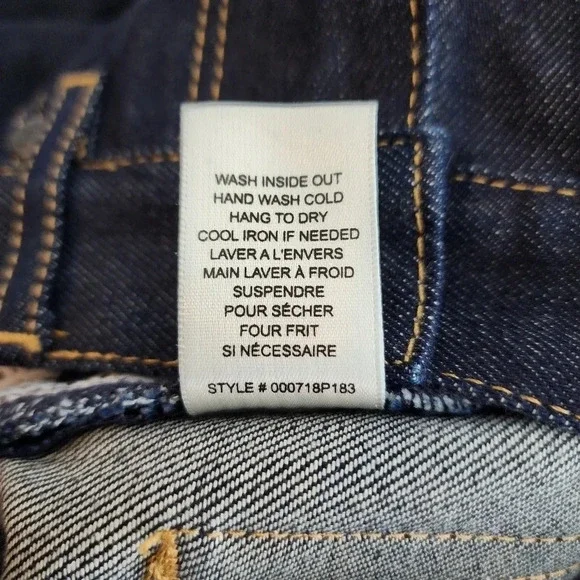 WASH INSIDE OUT
HAND WASH COLD
HANG TO DRY
COOL IRON IF NEEDED
LAVER A L'ENVERS
MAIN LAVER À FROID
SUSPENDRE
POUR SÉCHER
FOUR FRIT
SI NÉCESSAIRE
STYLE # 000718P183